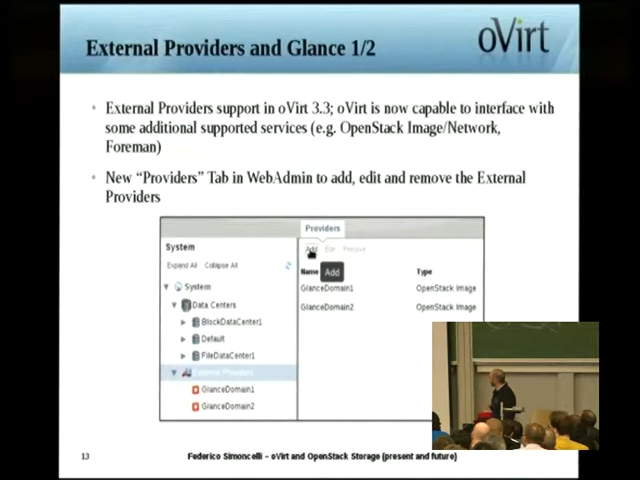 External Providers and Glance 1/2
oVirt
External Providers support in oVirt 3.3; oVirt is now capable to interface with
some additional supported services (e.g. OpenStack Image/Network,
Foreman)
New “Providers” Tab in WebAdmin to add, edit and remove the External
Providers
Providers
System
Add Edit Remove
Expand All Collapse All
Name Add Type
System
GlanceDomain1 OpenStack Image
Data Centers
GlanceDomain2 OpenStack Image
BlockDataCenter1
Default
FileDataCenter1
External Providers
GlanceDomain1
GlanceDomain2
13 Federico Simoncelli – oVirt and OpenStack Storage (present and future)